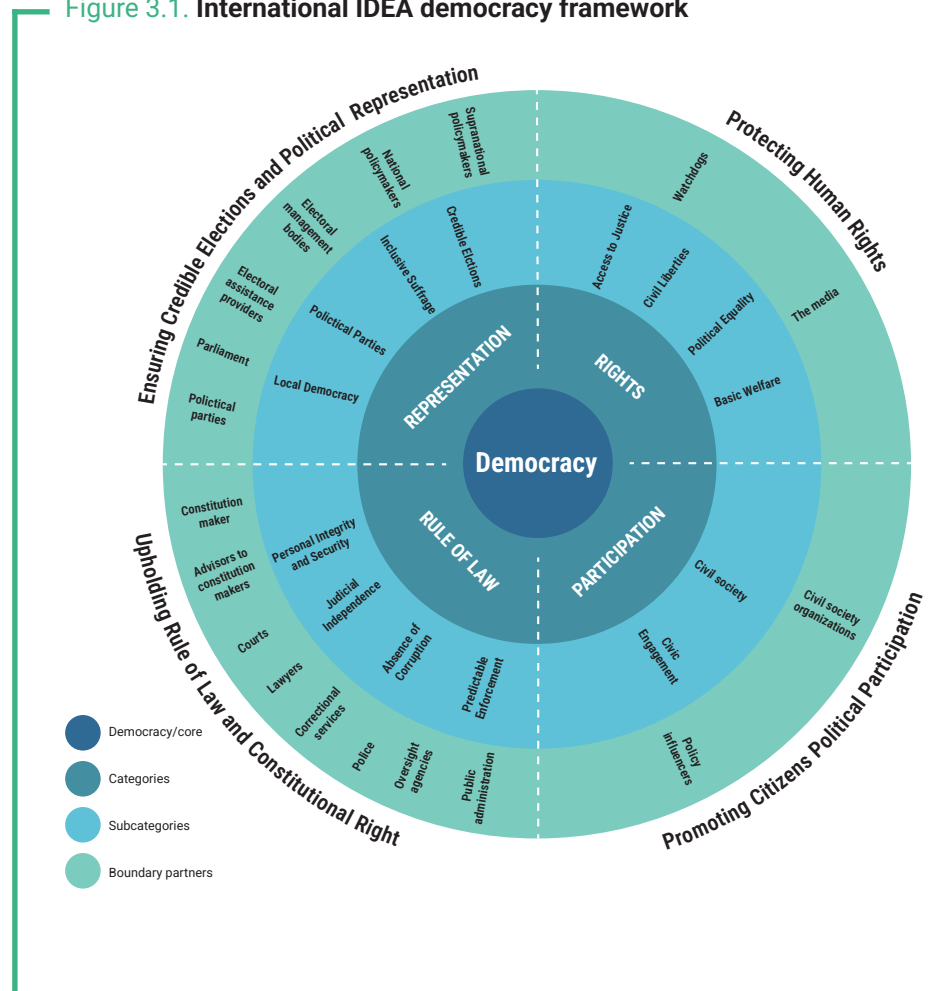 Figure 3.1. International IDEA democracy framework
Ensuring Credible Elections and Political Representation
Protecting Human Rights
Supranational
policymakers
National
policymakers
Electoral
management
bodies
Electoral
assistance
providers
Parliament
Polictical
parties
Watchdogs
The media
Credible Elctions
Inclusive Suffrage
Polictical Parties
Local Democracy
Access to Justice
Civil Liberties
Political Equality
Basic Welfare
REPRESENTATION
RIGHTS
Democracy
RULE OF LAW
PARTICIPATION
Personal Integrity
and Security
Judicial
Independence
Absence of
Corruption
Predictable
Enforcement
Civil society
Civic
Engagement
Constitution
maker
Advisors to
constitution
makers
Courts
Lawyers
Correctional
services
Police
Oversight
agencies
Public
administration
Civil society
organizations
Policy
influencers
Upholding Rule of Law and Constitutional Right
Promoting Citizens Political Participation
Democracy/core
Categories
Subcategories
Boundary partners